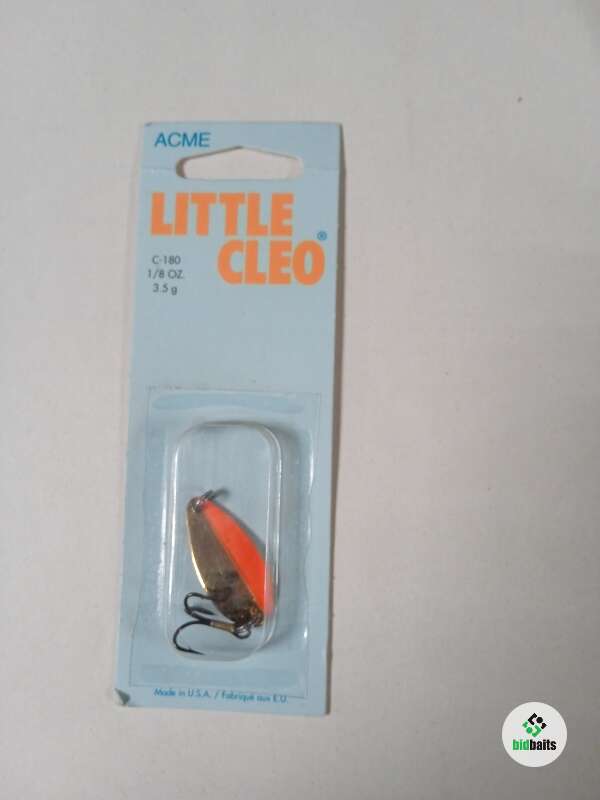 ACME
LITTLE
CLEO®
C-180
1/8 OZ.
3.5 g
Made in U.S.A. / Fabriqué aux E.U.
bidbaits